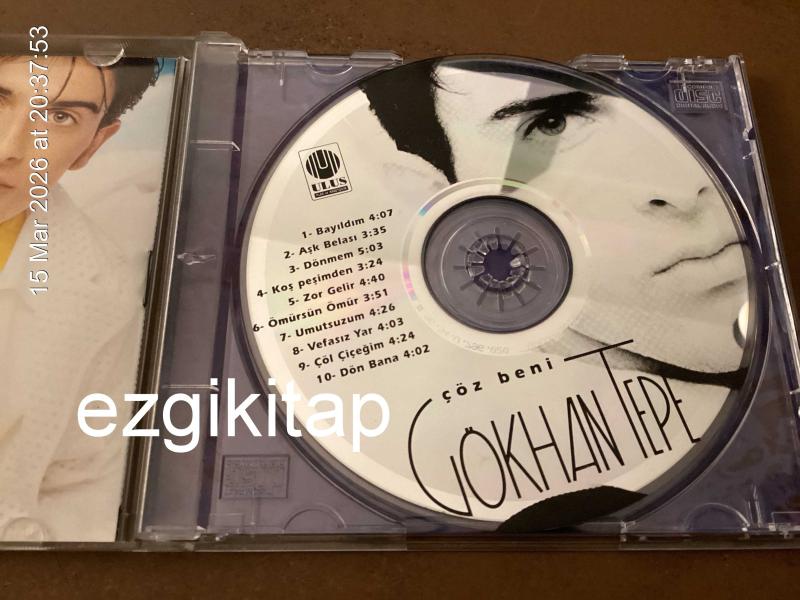 15 Mar 2026 at 20:37:53
COMPACT
disc
DIGITAL AUDIO
ULUS
1- Bayıldım 4:07
2- Aşk Belası 3:35
3- Dönmem 5:03
4- Koş peşimden 3:24
5- Zor Gelir 4:40
6- Ömürsün Ömür 3:51
7- Umutsuzum 4:26
8- Vefasız Yar 4:03
9- Çöl Çiçeğim 4:24
10- Dön Bana 4:02
çöz beni
GÖKHAN TEPE
ezgikitap